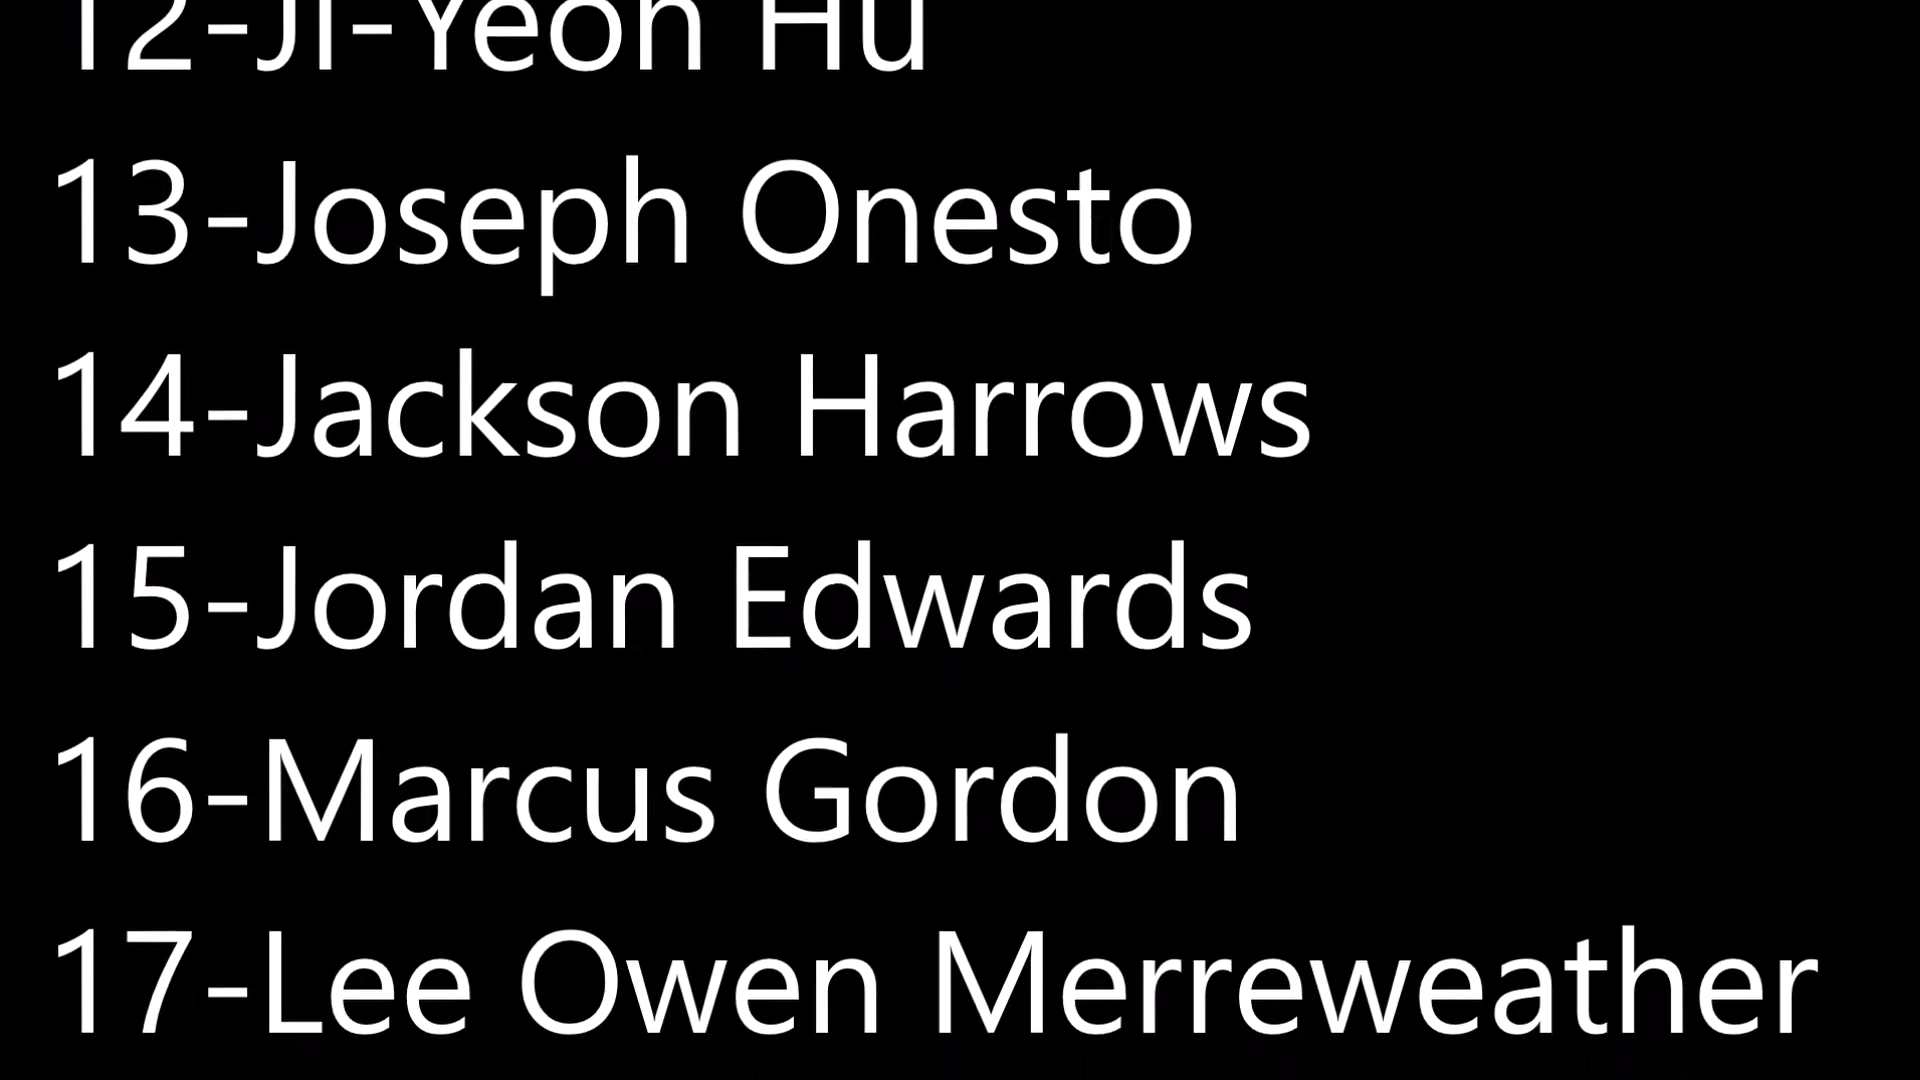 12-Ji-Yeon Hu
13-Joseph Onesto
14-Jackson Harrows
15-Jordan Edwards
16-Marcus Gordon
17-Lee Owen Merreweather